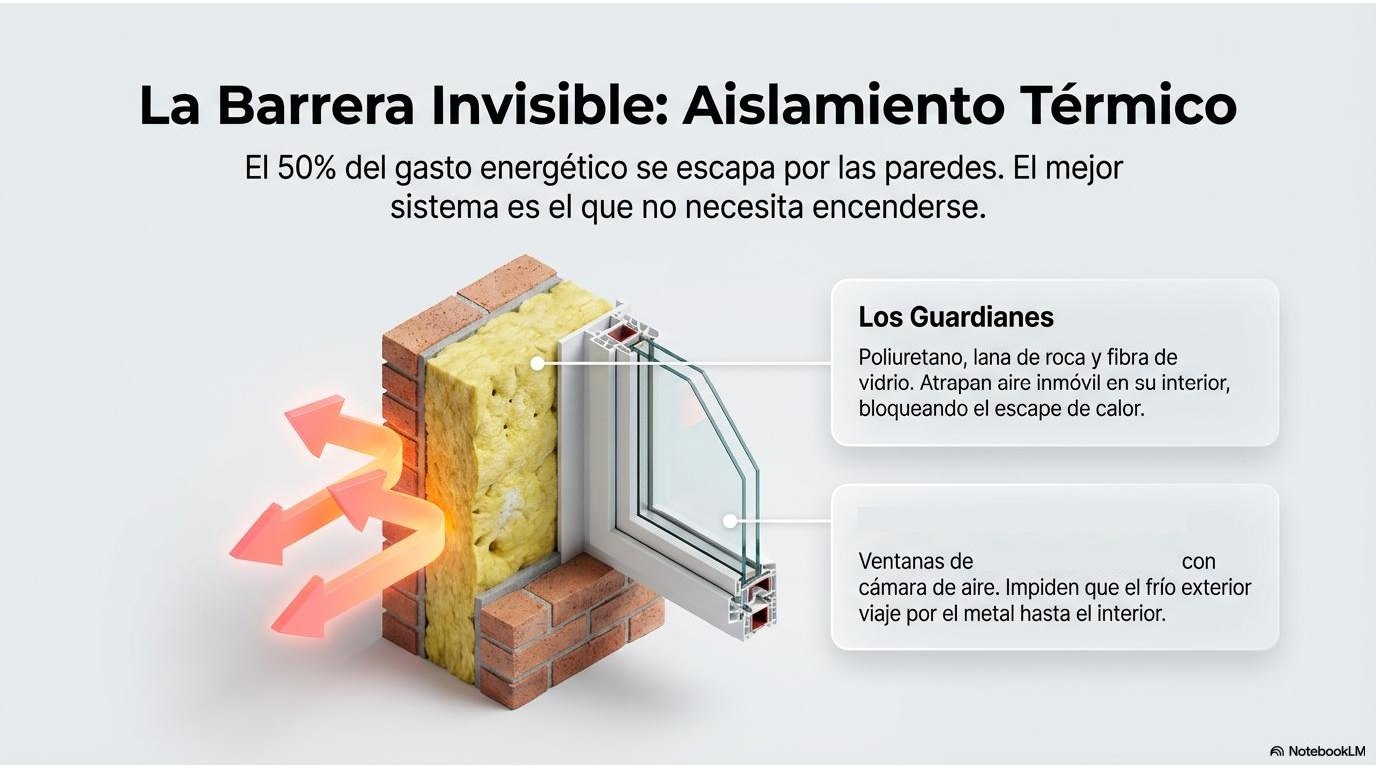 La Barrera Invisible: Aislamiento Térmico
El 50% del gasto energético se escapa por las paredes. El mejor
sistema es el que no necesita encenderse.
Los Guardianes
Poliuretano, lana de roca y fibra de
vidrio. Atrapan aire inmóvil en su interior,
bloqueando el escape de calor.
Ventanas de con
cámara de aire. Impiden que el frío exterior
viaje por el metal hasta el interior.
NotebookLM